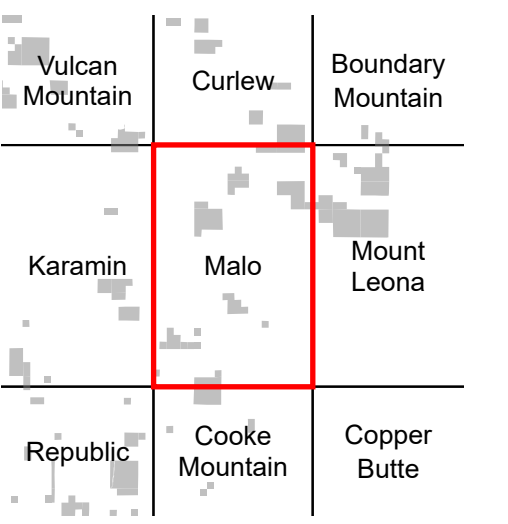 Vulcan
Mountain
Curlew
Boundary
Mountain
Karamin
Malo
Mount
Leona
Republic
Cooke
Mountain
Copper
Butte